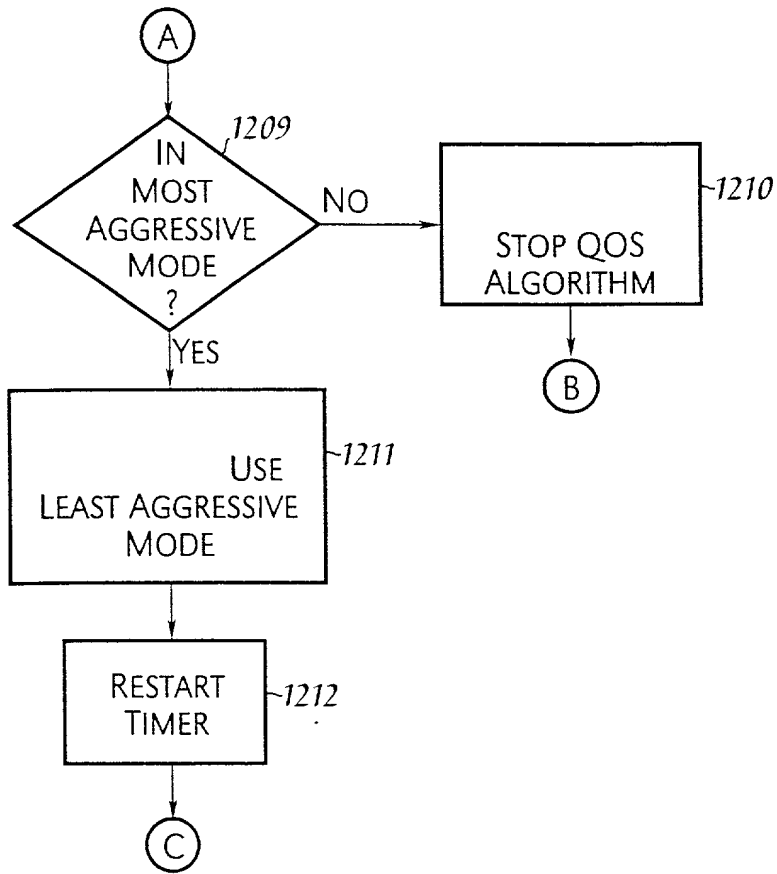 A
1209
IN
MOST
AGGRESSIVE
MODE
?
NO
1210
STOP QOS
ALGORITHM
YES
B
1211
USE
LEAST AGGRESSIVE
MODE
RESTART
TIMER
1212
C